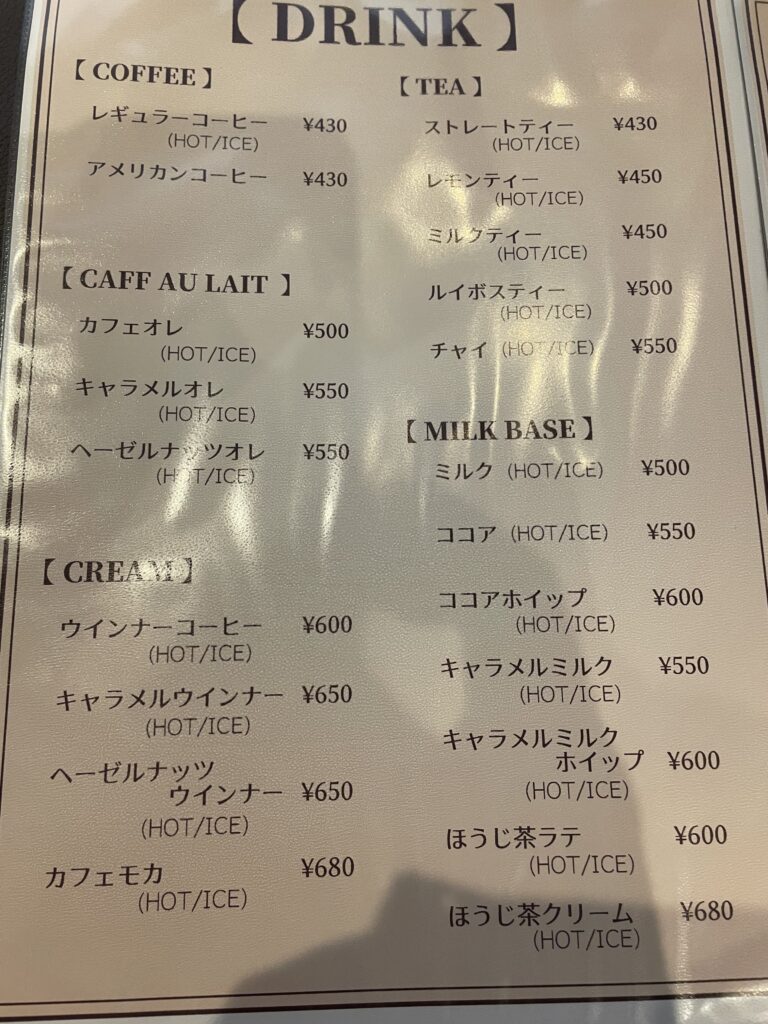 【 DRINK 】
【 COFFEE 】
レギュラーコーヒー ¥430
(HOT/ICE)
アメリカンコーヒー ¥430
【 CAFF AU LAIT 】
カフェオレ ¥500
(HOT/ICE)
キャラメルオレ ¥550
(HOT/ICE)
ヘーゼルナッツオレ ¥550
(HOT/ICE)
【 CREAM 】
ウインナーコーヒー ¥600
(HOT/ICE)
キャラメルウインナー ¥650
(HOT/ICE)
ヘーゼルナッツ
ウインナー ¥650
(HOT/ICE)
カフェモカ ¥680
(HOT/ICE)
【 TEA 】
ストレートティー ¥430
(HOT/ICE)
レモンティー ¥450
(HOT/ICE)
ミルクティー ¥450
(HOT/ICE)
ルイボスティー ¥500
(HOT/ICE)
チャイ (HOT/ICE) ¥550
【 MILK BASE 】
ミルク (HOT/ICE) ¥500
ココア (HOT/ICE) ¥550
ココアホイップ ¥600
(HOT/ICE)
キャラメルミルク ¥550
(HOT/ICE)
キャラメルミルク
ホイップ ¥600
(HOT/ICE)
ほうじ茶ラテ ¥600
(HOT/ICE)
ほうじ茶クリーム ¥680
(HOT/ICE)